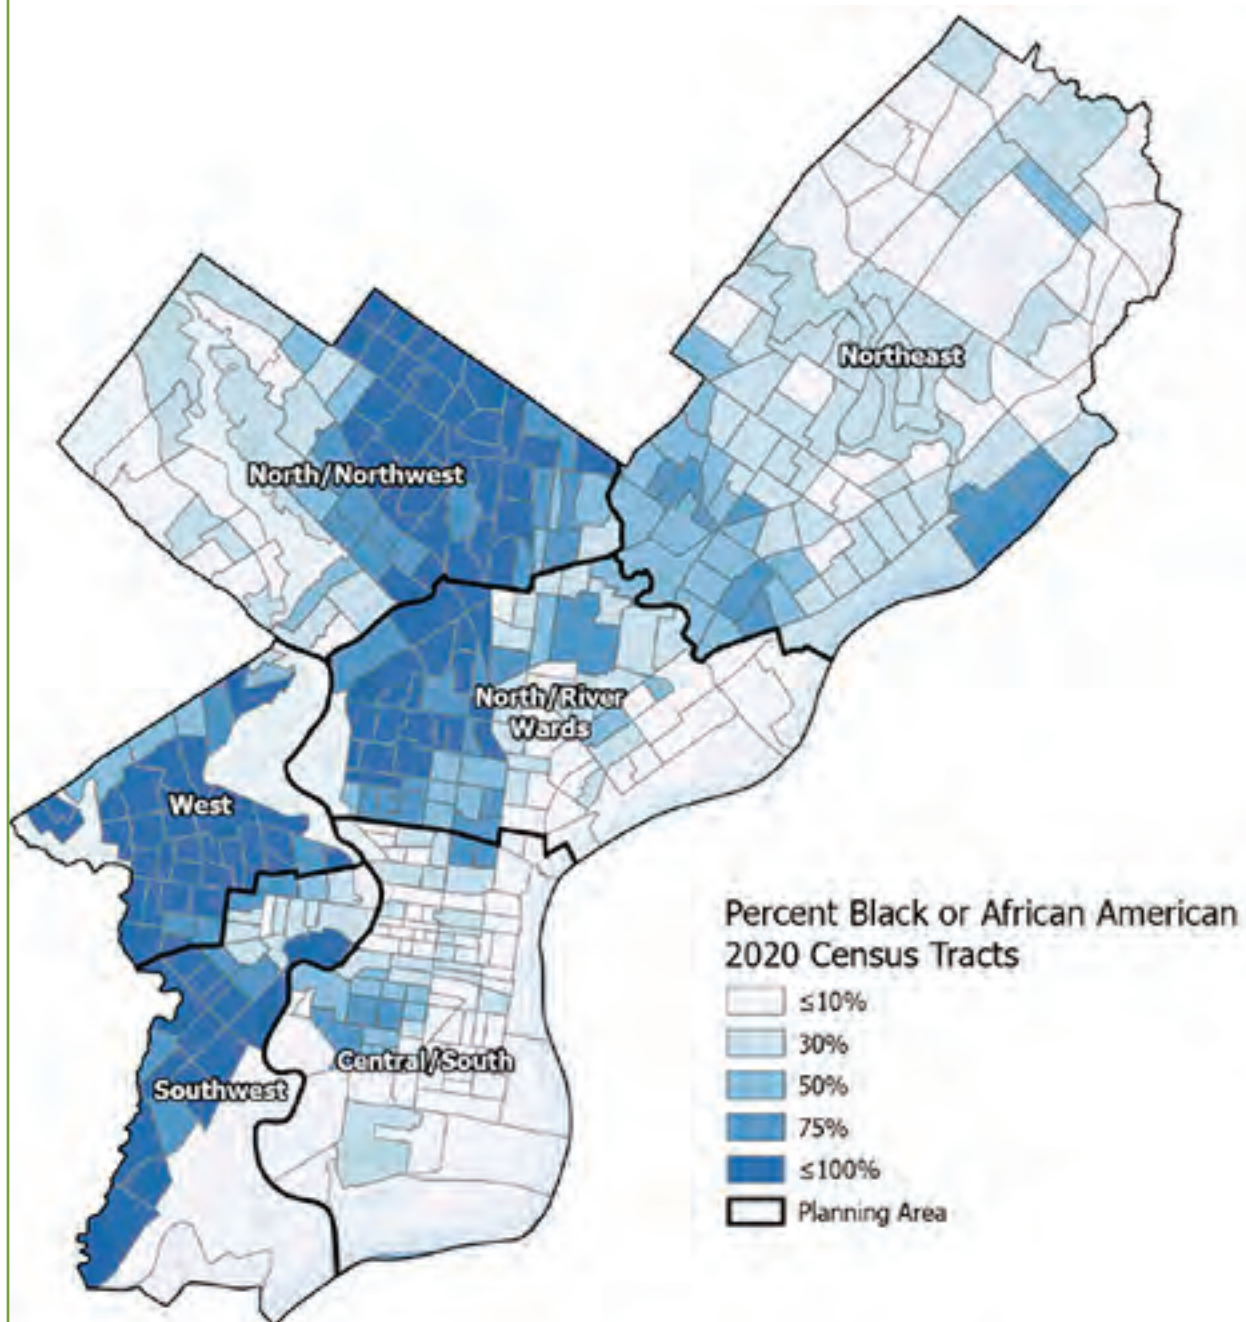 Northeast
North/Northwest
North/River
Wards
West
Central/South
Southwest
Percent Black or African American
2020 Census Tracts
≤10%
30%
50%
75%
≤100%
Planning Area